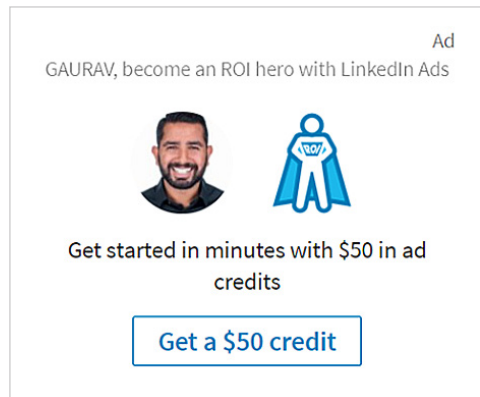 Ad
GAURAV, become an ROI hero with LinkedIn Ads
ROI
Get started in minutes with $50 in ad
credits
Get a $50 credit